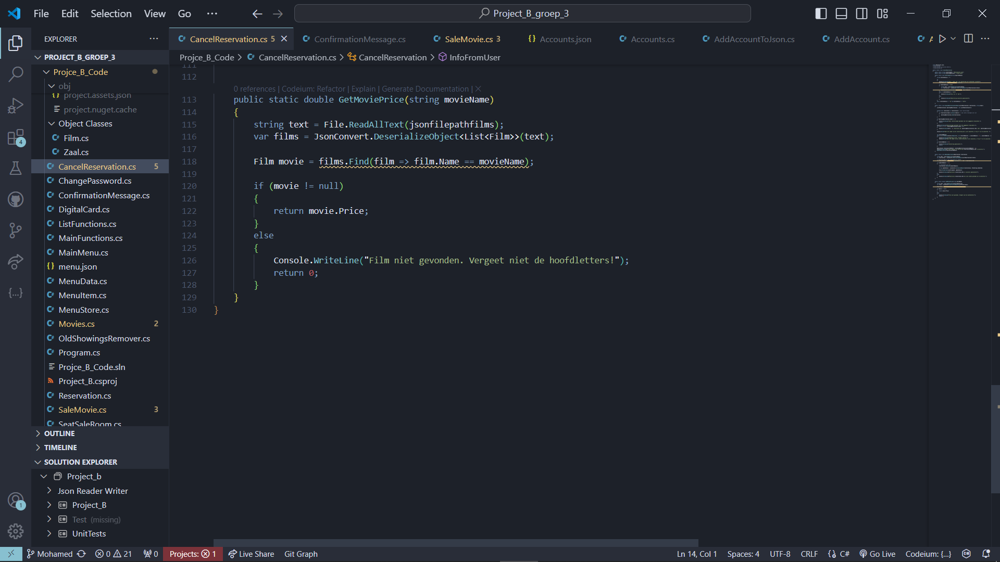 File Edit Selection View Go ··· Project_B_groep_3
EXPLORER ···
CancelReservation.cs 5 ConfirmationMessage.cs SaleMovie.cs 3 {} Accounts.json Accounts.cs AddAccountToJson.cs AddAccount.cs
Projce_B_Code > CancelReservation.cs > CancelReservation > InfoFromUser
PROJECT_B_GROEP_3
Projce_B_Code
obj
project.assets.json
project.nuget.cache
Object Classes
Film.cs
Zaal.cs
CancelReservation.cs 5
ChangePassword.cs
ConfirmationMessage.cs
DigitalCard.cs
ListFunctions.cs
MainFunctions.cs
MainMenu.cs
{} menu.json
MenuData.cs
MenuItem.cs
MenuStore.cs
Movies.cs 2
OldShowingsRemover.cs
Program.cs
Projce_B_Code.sln
Project_B.csproj
Reservation.cs
SaleMovie.cs 3
SeatSaleRoom.cs
OUTLINE
TIMELINE
SOLUTION EXPLORER
Project_b
Json Reader Writer
Project_B
Test (missing)
UnitTests
4
1
111
112
0 references | Codeium: Refactor | Explain | Generate Documentation | ×
113 public static double GetMoviePrice(string movieName)
114 {
115 string text = File.ReadAllText(jsonfilepathfilms);
116 var films = JsonConvert.DeserializeObject<List<Film>>(text);
117
118 Film movie = films.Find(film => film.Name == movieName);
119
120 if (movie != null)
121 {
122 return movie.Price;
123 }
124 else
125 {
126 Console.WriteLine("Film niet gevonden. Vergeet niet de hoofdletters!");
127 return 0;
128 }
129 }
130 }
Mohamed 0 21 0 Projects: 1 Live Share Git Graph Ln 14, Col 1 Spaces: 4 UTF-8 CRLF C# Go Live Codeium: {...}